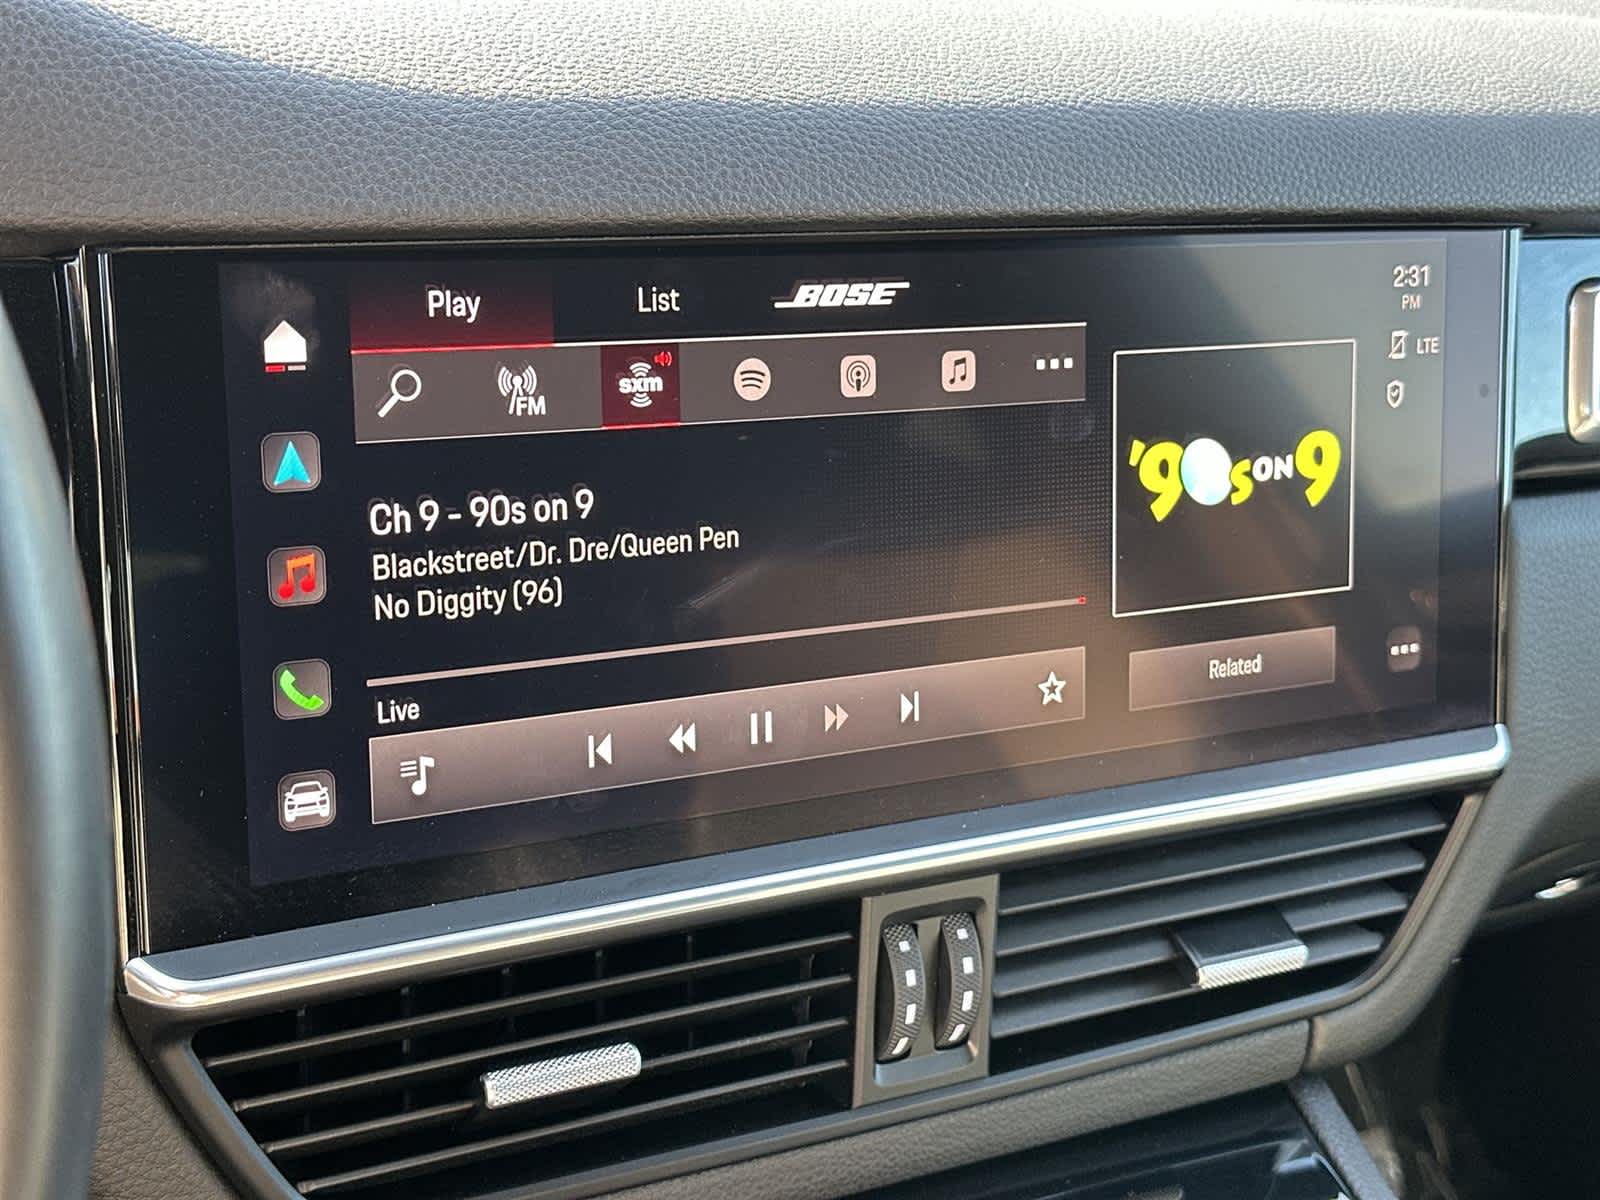 Play
List
BOSE
2:31
PM
LTE
FM
sxm
Ch 9 - 90s on 9
Blackstreet/Dr. Dre/Queen Pen
No Diggity (96)
'90s ON 9
Live
Related